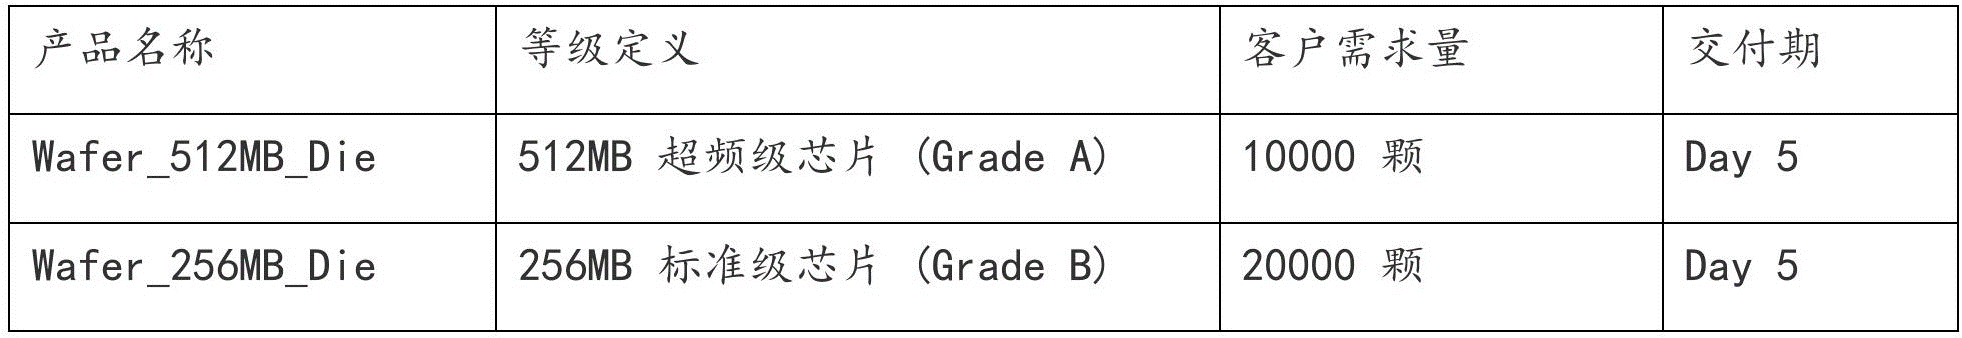 产品名称 等级定义 客户需求量 交付期
Wafer_512MB_Die 512MB 超频级芯片 (Grade A) 10000 颗 Day 5
Wafer_256MB_Die 256MB 标准级芯片 (Grade B) 20000 颗 Day 5